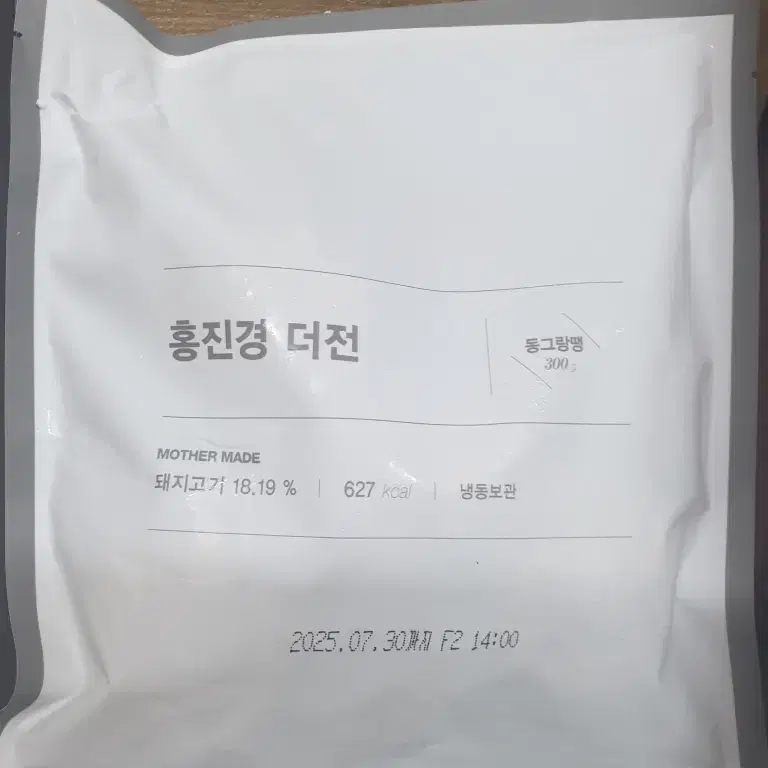 홍진경 더전
동그랑땡
300g
MOTHER MADE
돼지고기 18.19 % | 627 kcal | 냉동보관
2025.07.30까지 F2 14:00